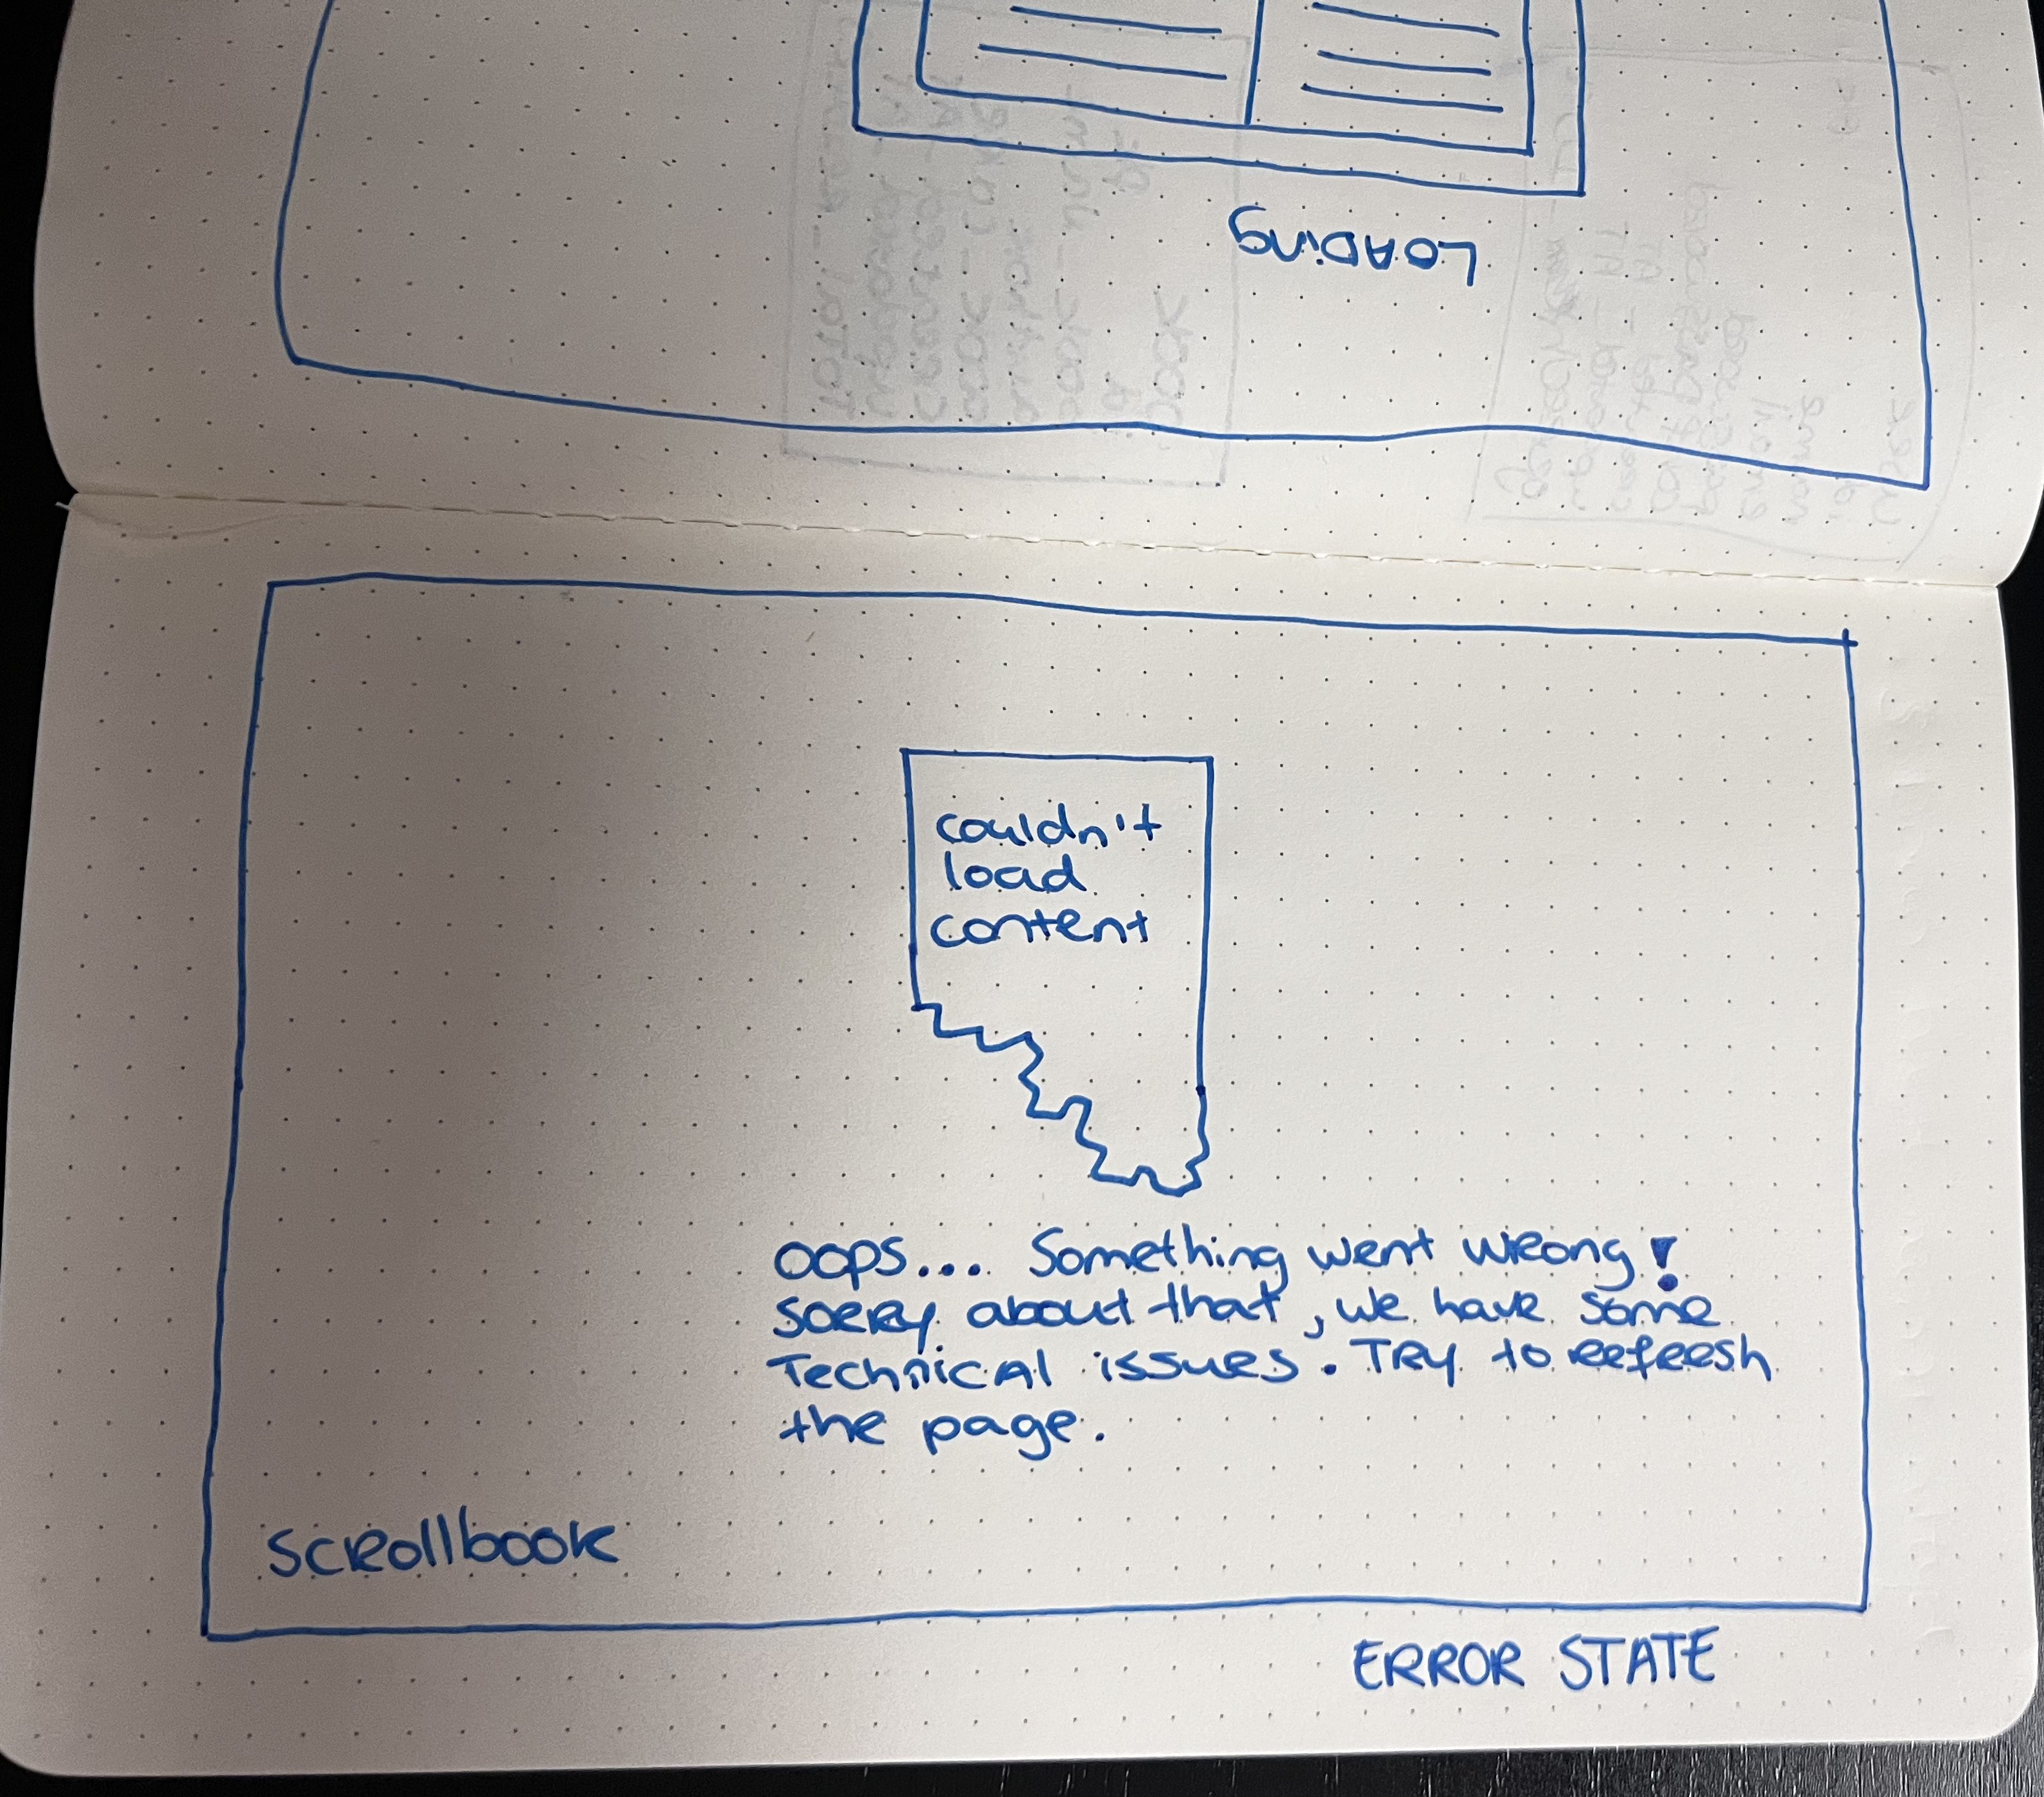 LOADing
couldn't
load
content
OOPS... Something went wrong!
sorry about that, we have some
Technical issues. Try to refresh
the page.
scrollbook
ERROR STATE